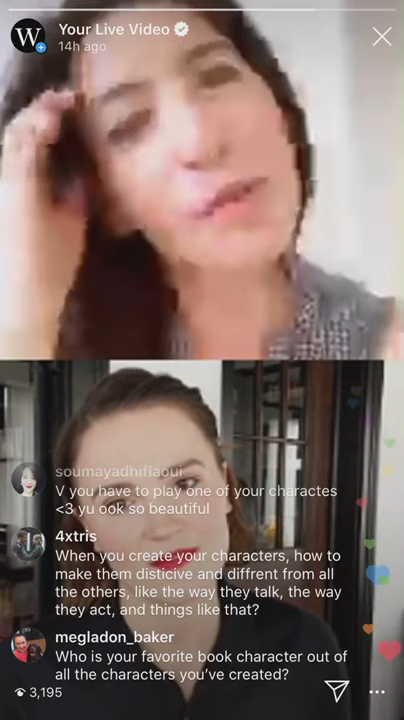 W
Your Live Video
14h ago
soumayadhiflaoui
V you have to play one of your charactes
<3 yu ook so beautiful
4xtris
When you create your characters, how to
make them disticive and diffrent from all
the others, like the way they talk, the way
they act, and things like that?
megladon_baker
Who is your favorite book character out of
all the characters you've created?
3,195